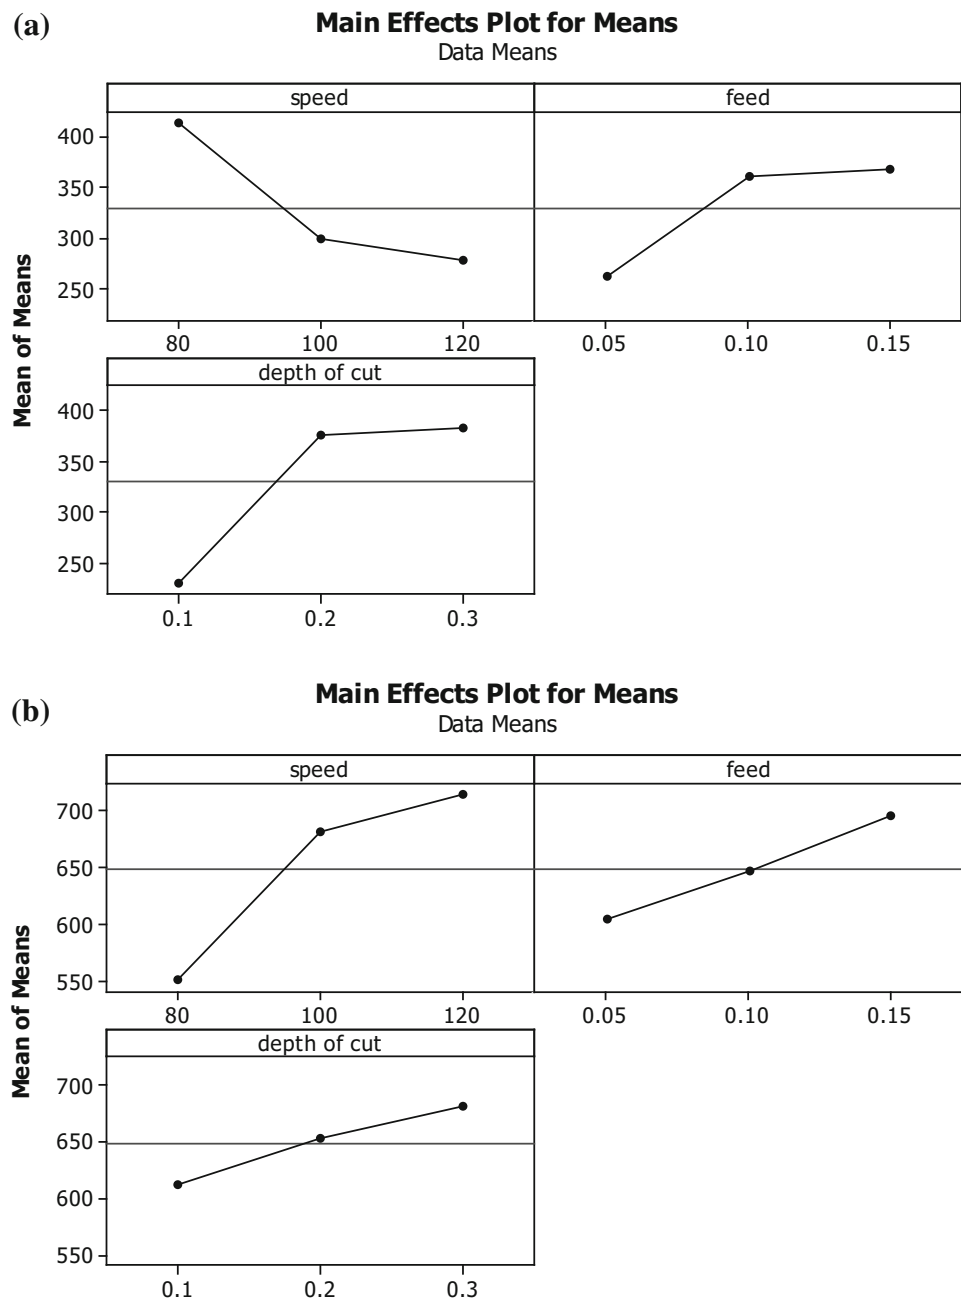 (a)
Main Effects Plot for Means
Data Means
speed
feed
400
350
300
250
80 100 120
0.05 0.10 0.15
depth of cut
400
350
300
250
0.1 0.2 0.3
Mean of Means
(b)
Main Effects Plot for Means
Data Means
speed
feed
700
650
600
550
80 100 120
0.05 0.10 0.15
depth of cut
700
650
600
550
0.1 0.2 0.3
Mean of Means